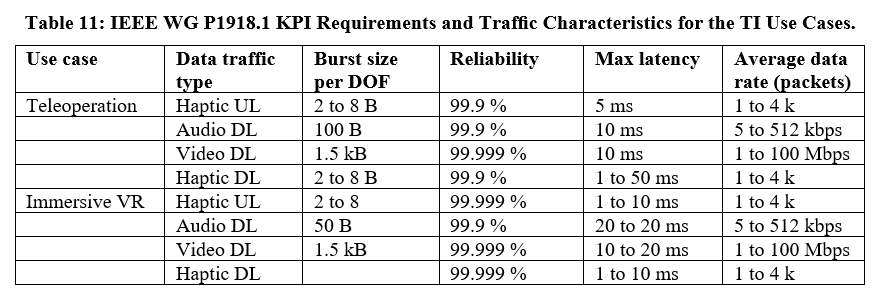 Table 11: IEEE WG P1918.1 KPI Requirements and Traffic Characteristics for the TI Use Cases.
Use case Data traffic type Burst size per DOF Reliability Max latency Average data rate (packets)
Teleoperation Haptic UL 2 to 8 B 99.9 % 5 ms 1 to 4 k
Audio DL 100 B 99.9 % 10 ms 5 to 512 kbps
Video DL 1.5 kB 99.999 % 10 ms 1 to 100 Mbps
Haptic DL 2 to 8 B 99.9 % 1 to 50 ms 1 to 4 k
Immersive VR Haptic UL 2 to 8 99.999 % 1 to 10 ms 1 to 4 k
Audio DL 50 B 99.9 % 20 to 20 ms 5 to 512 kbps
Video DL 1.5 kB 99.999 % 10 to 20 ms 1 to 100 Mbps
Haptic DL 99.999 % 1 to 10 ms 1 to 4 k